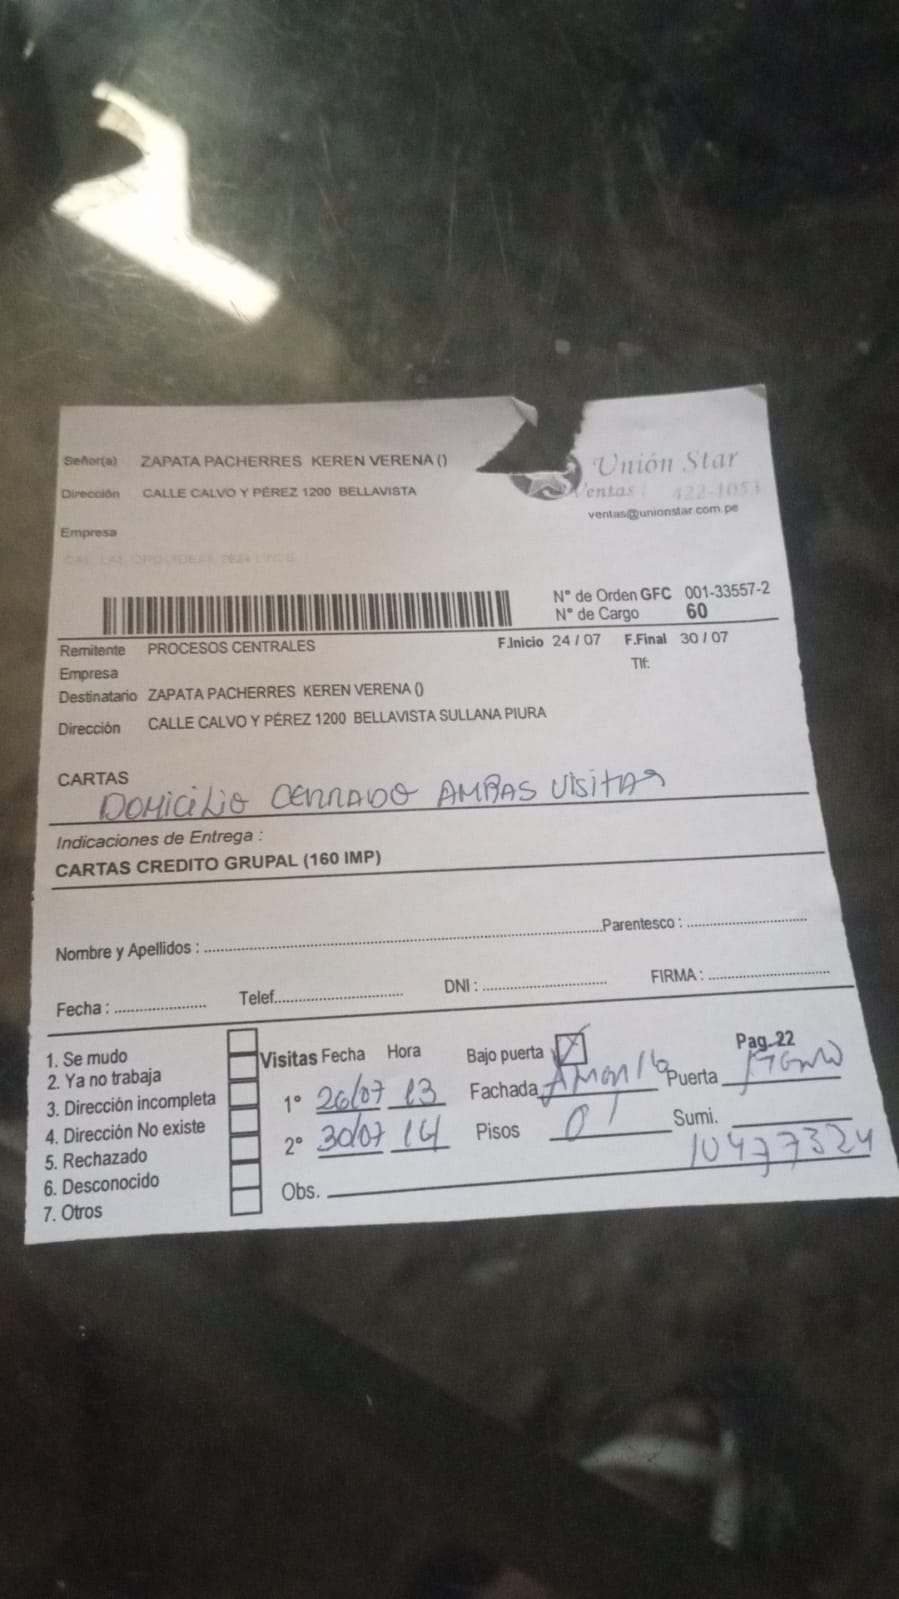 Señor(a) ZAPATA PACHERRES KEREN VERENA ()
Dirección CALLE CALVO Y PÉREZ 1200 BELLAVISTA
Empresa
Unión Star
Ventas : 422-1053
ventas@unionstar.com.pe
N° de Orden GFC 001-33557-2
N° de Cargo 60
Remitente PROCESOS CENTRALES F.Inicio 24 / 07 F.Final 30 / 07
Empresa Tlf:
Destinatario ZAPATA PACHERRES KEREN VERENA ()
Dirección CALLE CALVO Y PÉREZ 1200 BELLAVISTA SULLANA PIURA
CARTAS
DOMICILIO CERRADO AMBAS VISITAS
Indicaciones de Entrega :
CARTAS CREDITO GRUPAL (160 IMP)
Nombre y Apellidos : Parentesco :
Fecha : Telef. DNI : FIRMA :
1. Se mudo
2. Ya no trabaja
3. Dirección incompleta
4. Dirección No existe
5. Rechazado
6. Desconocido
7. Otros
Visitas Fecha Hora
1° 26/07 13
2° 30/07 14
Obs.
Bajo puerta
Fachada
Pisos 01
Pag.22
Puerta
Sumi.
10477324